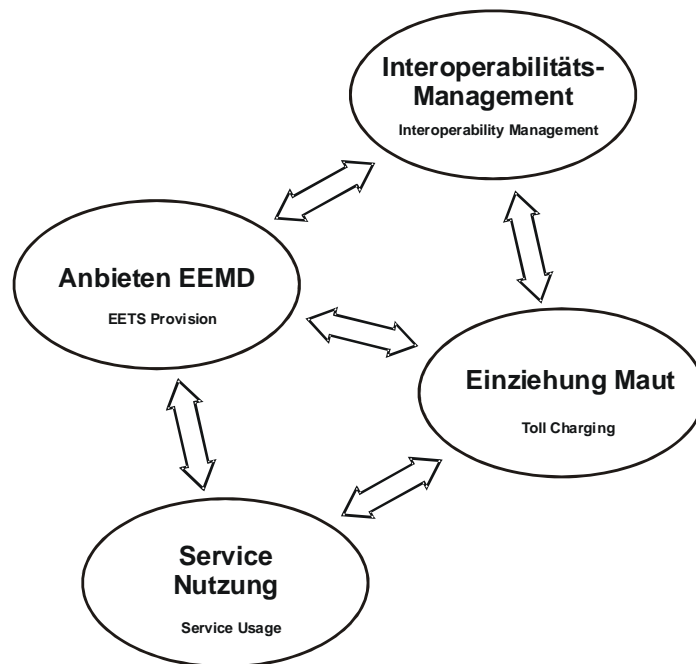 Interoperabilitäts-
Management
Interoperability Management
Anbieten EEMD
EETS Provision
Einziehung Maut
Toll Charging
Service
Nutzung
Service Usage